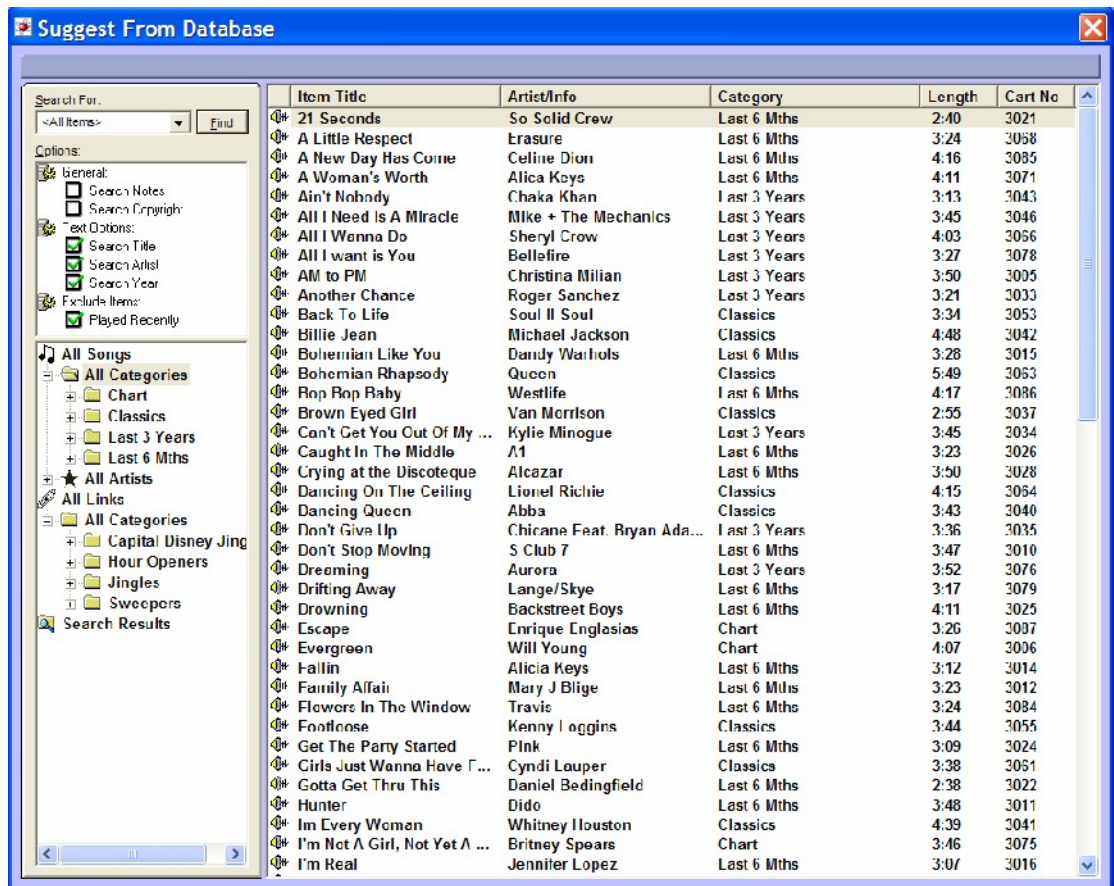 Suggest From Database
Search For:
<All Items> Find
Options:
General:
Search Notes
Search Copyright
Text Options:
Search Title
Search Artist
Search Year
Exclude Items:
Played Recently
All Songs
All Categories
Chart
Classics
Last 3 Years
Last 6 Mths
All Artists
All Links
All Categories
Capital Disney Jing
Hour Openers
Jingles
Sweepers
Search Results
Item Title Artist/Info Category Length Cart No
21 Seconds So Solid Crew Last 6 Mths 2:40 3021
A Little Respect Erasure Last 6 Mths 3:24 3068
A New Day Has Come Celine Dion Last 6 Mths 4:16 3085
A Woman's Worth Alica Keys Last 6 Mths 4:11 3071
Ain't Nobody Chaka Khan Last 3 Years 3:13 3043
All I Need Is A Miracle Mike + The Mechanics Last 3 Years 3:45 3046
All I Wanna Do Sheryl Crow Last 3 Years 4:03 3066
All I want is You Bellefire Last 3 Years 3:27 3078
AM to PM Christina Milian Last 3 Years 3:50 3005
Another Chance Roger Sanchez Last 3 Years 3:21 3033
Back To Life Soul II Soul Classics 3:34 3053
Billie Jean Michael Jackson Classics 4:48 3042
Bohemian Like You Dandy Warhols Last 6 Mths 3:28 3015
Bohemian Rhapsody Queen Classics 5:49 3063
Bop Bop Baby Westlife Last 6 Mths 4:17 3086
Brown Eyed Girl Van Morrison Classics 2:55 3037
Can't Get You Out Of My ... Kylie Minogue Last 3 Years 3:45 3034
Caught In The Middle A1 Last 6 Mths 3:23 3026
Crying at the Discoteque Alcazar Last 6 Mths 3:50 3028
Dancing On The Ceiling Lionel Richie Classics 4:15 3064
Dancing Queen Abba Classics 3:43 3040
Don't Give Up Chicane Feat. Bryan Ada... Last 3 Years 3:36 3035
Don't Stop Moving S Club 7 Last 6 Mths 3:47 3010
Dreaming Aurora Last 3 Years 3:52 3076
Drifting Away Lange/Skye Last 6 Mths 3:17 3079
Drowning Backstreet Boys Last 6 Mths 4:11 3025
Escape Enrique Englasias Chart 3:26 3087
Evergreen Will Young Chart 4:07 3006
Fallin Alicia Keys Last 6 Mths 3:12 3014
Family Affair Mary J Blige Last 6 Mths 3:23 3012
Flowers In The Window Travis Last 6 Mths 3:24 3084
Footloose Kenny Loggins Classics 3:44 3055
Get The Party Started Pink Last 6 Mths 3:09 3024
Girls Just Wanna Have F... Cyndi Lauper Classics 3:38 3061
Gotta Get Thru This Daniel Bedingfield Last 6 Mths 2:38 3022
Hunter Dido Last 6 Mths 3:48 3011
Im Every Woman Whitney Houston Classics 4:39 3041
I'm Not A Girl, Not Yet A ... Britney Spears Chart 3:46 3075
I'm Real Jennifer Lopez Last 6 Mths 3:07 3016